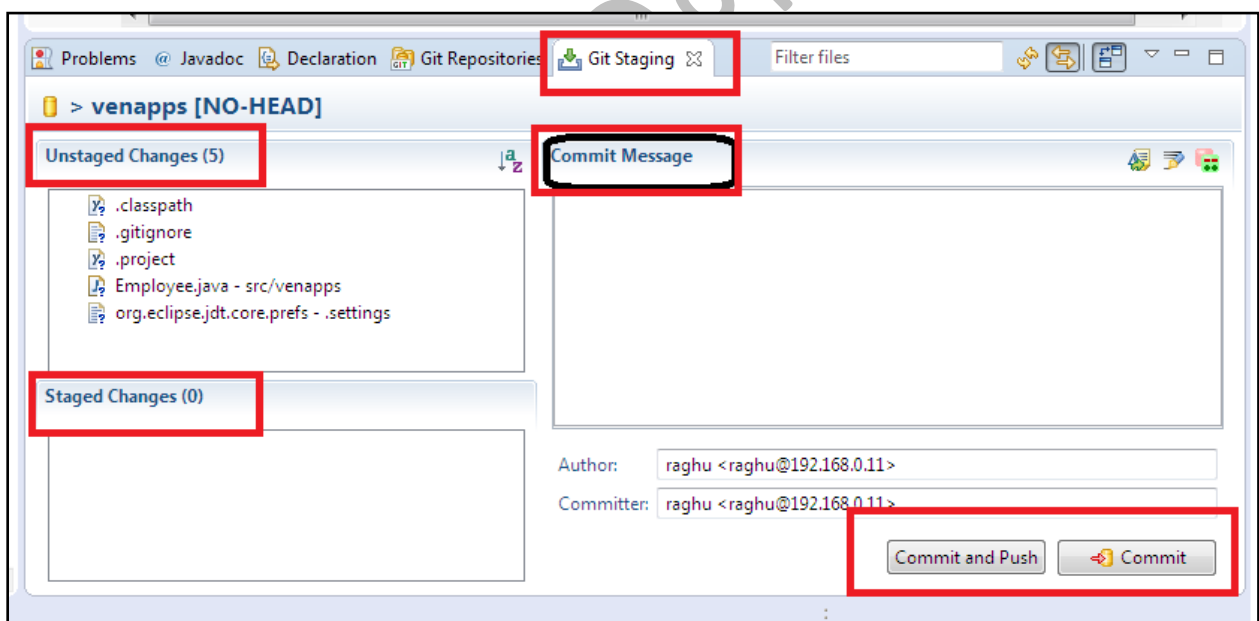 Problems @ Javadoc Declaration Git Repositories Git Staging Filter files
> venapps [NO-HEAD]
Unstaged Changes (5)
.classpath
.gitignore
.project
Employee.java - src/venapps
org.eclipse.jdt.core.prefs - .settings
Staged Changes (0)
Commit Message
Author: raghu <raghu@192.168.0.11>
Committer: raghu <raghu@192.168.0.11>
Commit and Push Commit